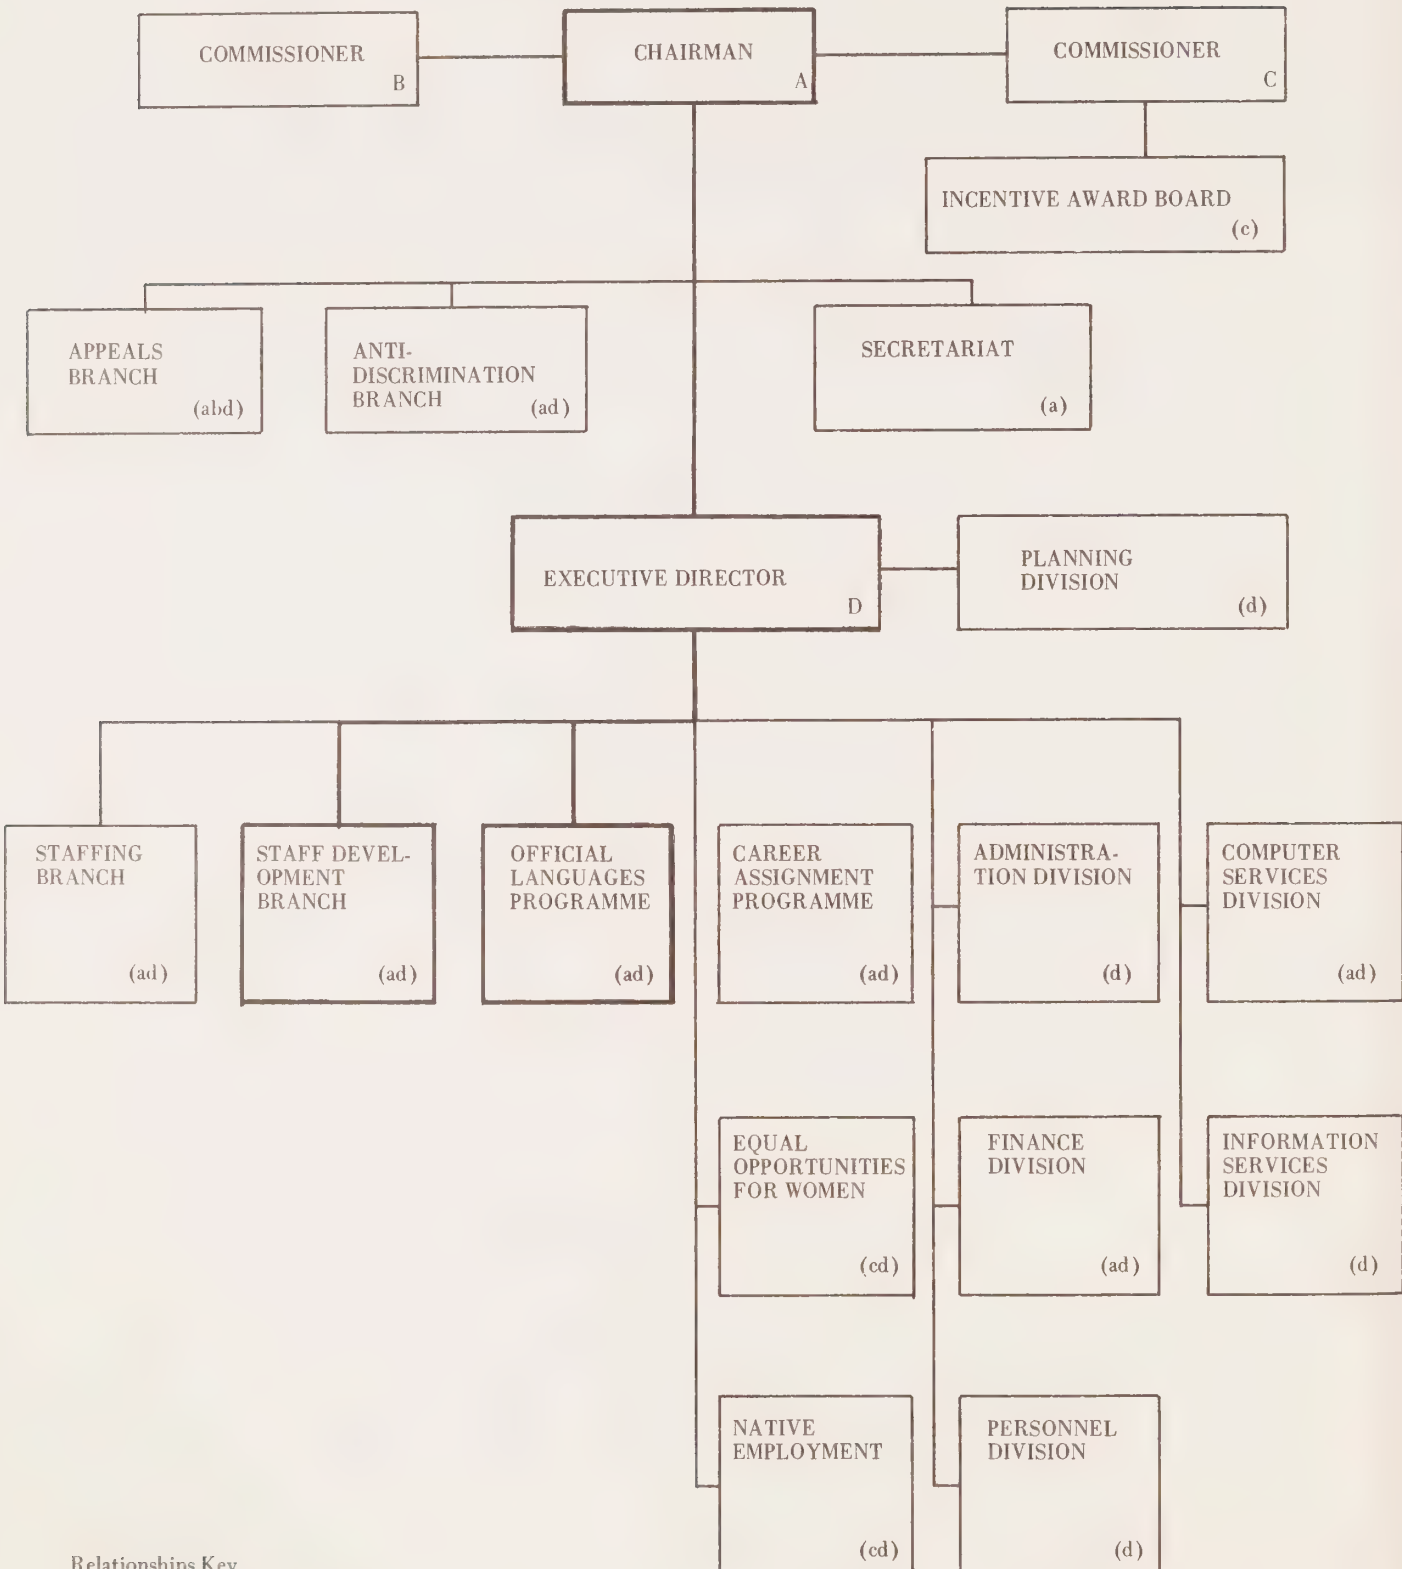 COMMISSIONER
B
CHAIRMAN
A
COMMISSIONER
C
INCENTIVE AWARD BOARD
(c)
APPEALS
BRANCH
(abd)
ANTI-
DISCRIMINATION
BRANCH
(ad)
SECRETARIAT
(a)
EXECUTIVE DIRECTOR
D
PLANNING
DIVISION
(d)
STAFFING
BRANCH
(ad)
STAFF DEVEL-
OPMENT
BRANCH
(ad)
OFFICIAL
LANGUAGES
PROGRAMME
(ad)
CAREER
ASSIGNMENT
PROGRAMME
(ad)
ADMINISTRA-
TION DIVISION
(d)
COMPUTER
SERVICES
DIVISION
(ad)
EQUAL
OPPORTUNITIES
FOR WOMEN
(cd)
FINANCE
DIVISION
(ad)
INFORMATION
SERVICES
DIVISION
(d)
NATIVE
EMPLOYMENT
(cd)
PERSONNEL
DIVISION
(d)
Relationships Key